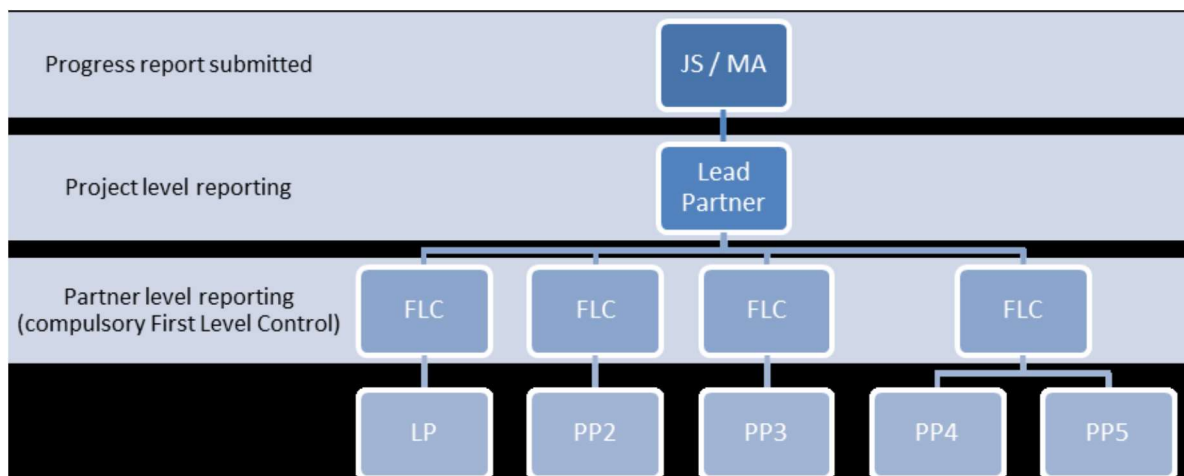 Progress report submitted
JS / MA
Project level reporting
Lead
Partner
Partner level reporting
(compulsory First Level Control)
FLC
FLC
FLC
FLC
LP
PP2
PP3
PP4
PP5